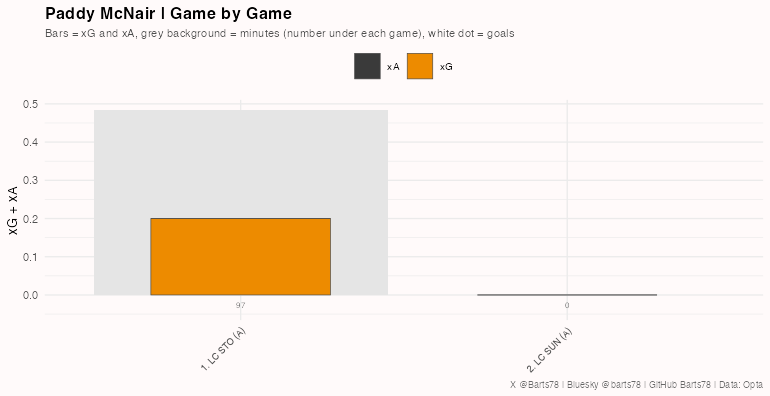 Paddy McNair | Game by Game
Bars = xG and xA, grey background = minutes (number under each game), white dot = goals
xA xG
xG + xA
0.5
0.4
0.3
0.2
0.1
0.0
97 0
1. LC STO (A) 2. LC SUN (A)
X @Barts78 | Bluesky @barts78 | GitHub Barts78 | Data: Opta